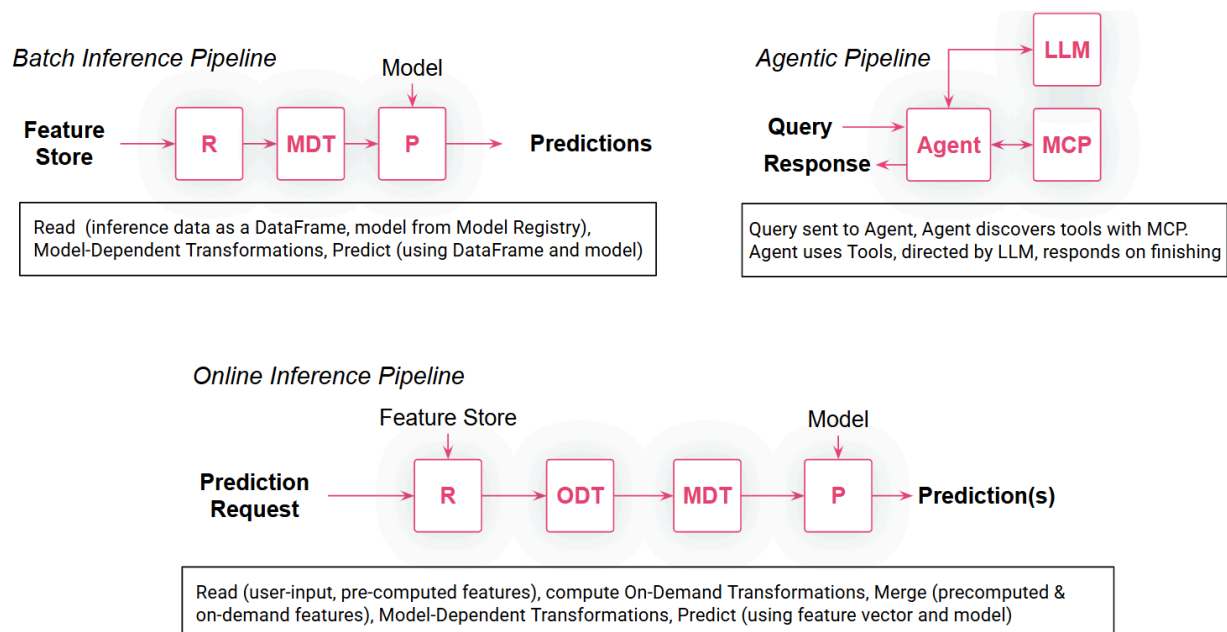 Batch Inference Pipeline
Model
Feature
Store
R
MDT
P
Predictions
Read (inference data as a DataFrame, model from Model Registry),
Model-Dependent Transformations, Predict (using DataFrame and model)
Agentic Pipeline
LLM
Query
Response
Agent
MCP
Query sent to Agent, Agent discovers tools with MCP.
Agent uses Tools, directed by LLM, responds on finishing
Online Inference Pipeline
Feature Store
Model
Prediction
Request
R
ODT
MDT
P
Prediction(s)
Read (user-input, pre-computed features), compute On-Demand Transformations, Merge (precomputed &
on-demand features), Model-Dependent Transformations, Predict (using feature vector and model)